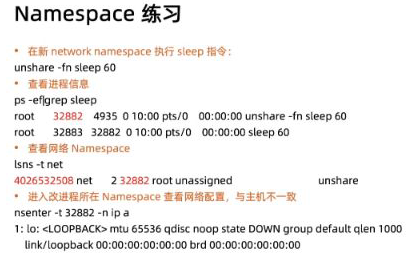 Namespace 练习
• 在新 network namespace 执行 sleep 指令：
unshare -fn sleep 60
• 查看进程信息
ps -ef|grep sleep
root 32882 4935 0 10:00 pts/0 00:00:00 unshare -fn sleep 60
root 32883 32882 0 10:00 pts/0 00:00:00 sleep 60
• 查看网络 Namespace
lsns -t net
4026532508 net 2 32882 root unassigned unshare
• 进入改进程所在 Namespace 查看网络配置，与主机不一致
nsenter -t 32882 -n ip a
1: lo: <LOOPBACK> mtu 65536 qdisc noop state DOWN group default qlen 1000
link/loopback 00:00:00:00:00:00 brd 00:00:00:00:00:00